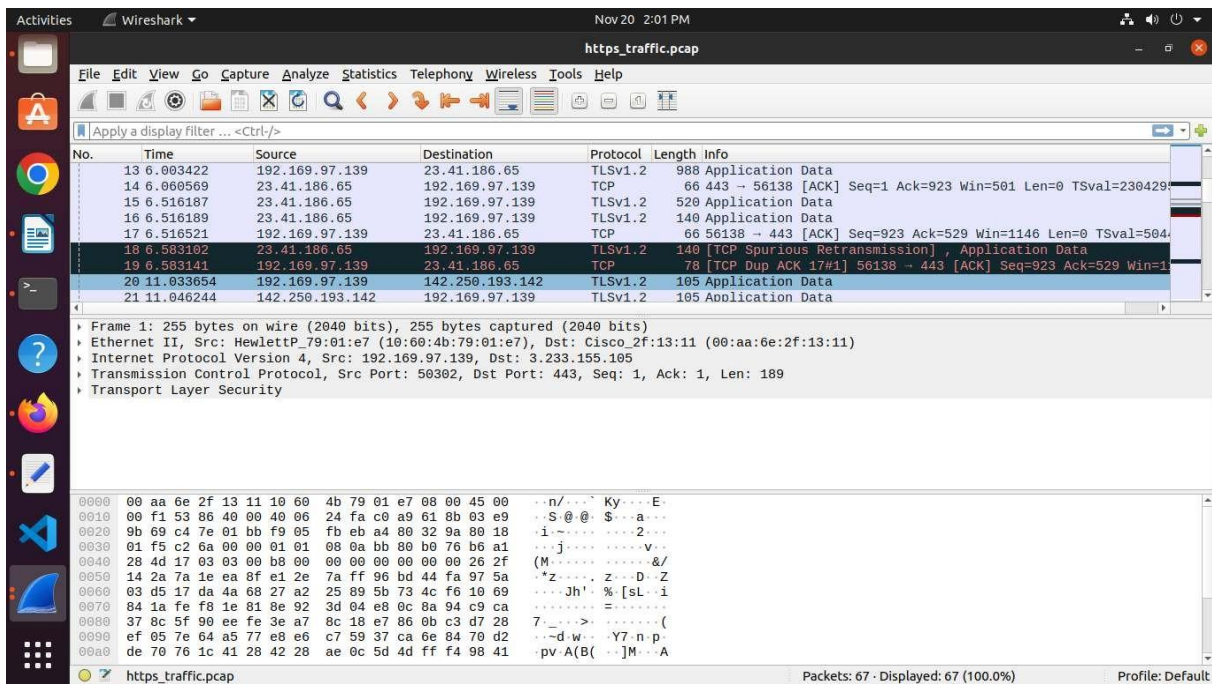 Activities Wireshark Nov 20 2:01 PM
https_traffic.pcap
File Edit View Go Capture Analyze Statistics Telephony Wireless Tools Help
Apply a display filter ... <Ctrl-/>
No. Time Source Destination Protocol Length Info
13 6.003422 192.169.97.139 23.41.186.65 TLSv1.2 988 Application Data
14 6.060569 23.41.186.65 192.169.97.139 TCP 66 443 → 56138 [ACK] Seq=1 Ack=923 Win=501 Len=0 TSval=2304295
15 6.516187 23.41.186.65 192.169.97.139 TLSv1.2 520 Application Data
16 6.516189 23.41.186.65 192.169.97.139 TLSv1.2 140 Application Data
17 6.516521 192.169.97.139 23.41.186.65 TCP 66 56138 → 443 [ACK] Seq=923 Ack=529 Win=1146 Len=0 TSval=5044
18 6.583102 23.41.186.65 192.169.97.139 TLSv1.2 140 [TCP Spurious Retransmission] , Application Data
19 6.583141 192.169.97.139 23.41.186.65 TCP 78 [TCP Dup ACK 17#1] 56138 → 443 [ACK] Seq=923 Ack=529 Win=11
20 11.033654 192.169.97.139 142.250.193.142 TLSv1.2 105 Application Data
21 11.046244 142.250.193.142 192.169.97.139 TLSv1.2 105 Application Data
Frame 1: 255 bytes on wire (2040 bits), 255 bytes captured (2040 bits)
Ethernet II, Src: HewlettP_79:01:e7 (10:60:4b:79:01:e7), Dst: Cisco_2f:13:11 (00:aa:6e:2f:13:11)
Internet Protocol Version 4, Src: 192.169.97.139, Dst: 3.233.155.105
Transmission Control Protocol, Src Port: 50302, Dst Port: 443, Seq: 1, Ack: 1, Len: 189
Transport Layer Security
0000 00 aa 6e 2f 13 11 10 60 4b 79 01 e7 08 00 45 00 ··n/···` Ky····E·
0010 00 f1 53 86 40 00 40 06 24 fa c0 a9 61 8b 03 e9 ··S·@·@· $···a···
0020 9b 69 c4 7e 01 bb f9 05 fb eb a4 80 32 9a 80 18 ·i·~···· ····2···
0030 01 f5 c2 6a 00 00 01 01 08 0a bb 80 b0 76 b6 a1 ···j···· ·····v··
0040 28 4d 17 03 03 00 b8 00 00 00 00 00 00 00 26 2f (M······ ······&/
0050 14 2a 7a 1e ea 8f e1 2e 7a ff 96 bd 44 fa 97 5a ·*z····. z···D··Z
0060 03 d5 17 da 4a 68 27 a2 25 89 5b 73 4c f6 10 69 ····Jh'· %·[sL··i
0070 84 1a fe f8 1e 81 8e 92 3d 04 e8 0c 8a 94 c9 ca ········ =·······
0080 37 8c 5f 90 ee fe 3e a7 8c 18 e7 86 0b c3 d7 28 7·_···>· ·······(
0090 ef 05 7e 64 a5 77 e8 e6 c7 59 37 ca 6e 84 70 d2 ··~d·w·· ·Y7·n·p·
00a0 de 70 76 1c 41 28 42 28 ae 0c 5d 4d ff f4 98 41 ·pv·A(B( ··]M···A
https_traffic.pcap Packets: 67 · Displayed: 67 (100.0%) Profile: Default